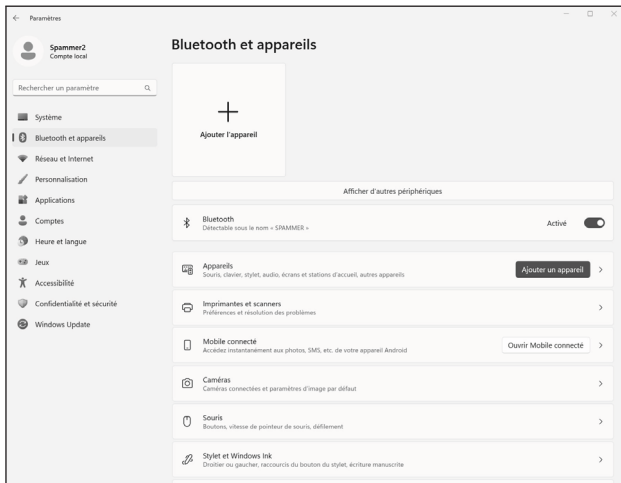 Paramètres
Spammer2
Compte local
Rechercher un paramètre
Système
Bluetooth et appareils
Réseau et Internet
Personnalisation
Applications
Comptes
Heure et langue
Jeux
Accessibilité
Confidentialité et sécurité
Windows Update
Bluetooth et appareils
Ajouter l'appareil
Afficher d'autres périphériques
Bluetooth
Détectable sous le nom « SPAMMER »
Activé
Appareils
Souris, clavier, stylet, audio, écrans et stations d'accueil, autres appareils
Ajouter un appareil
Imprimantes et scanners
Préférences et résolution des problèmes
Mobile connecté
Accédez instantanément aux photos, SMS, etc. de votre appareil Android
Ouvrir Mobile connecté
Caméras
Caméras connectées et paramètres d'image par défaut
Souris
Boutons, vitesse de pointeur de souris, défilement
Stylet et Windows Ink
Droitier ou gaucher, raccourcis du bouton du stylet, écriture manuscrite